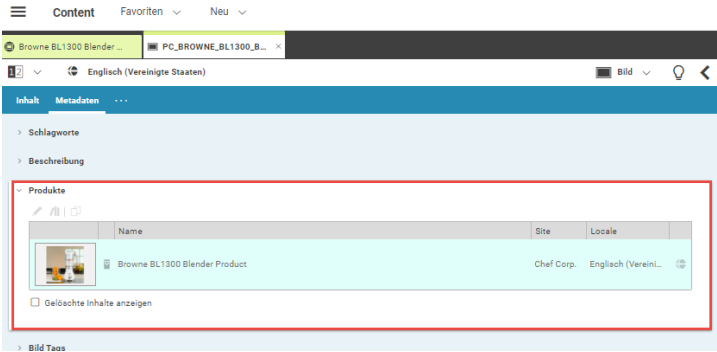 Content Favoriten Neu
Browne BL1300 Blender ... PC_BROWNE_BL1300_B... ×
12 Englisch (Vereinigte Staaten) Bild
Inhalt Metadaten ...
Schlagworte
Beschreibung
Produkte
Name Site Locale
Browne BL1300 Blender Product Chef Corp. Englisch (Vereini...
Gelöschte Inhalte anzeigen
Bild Tags